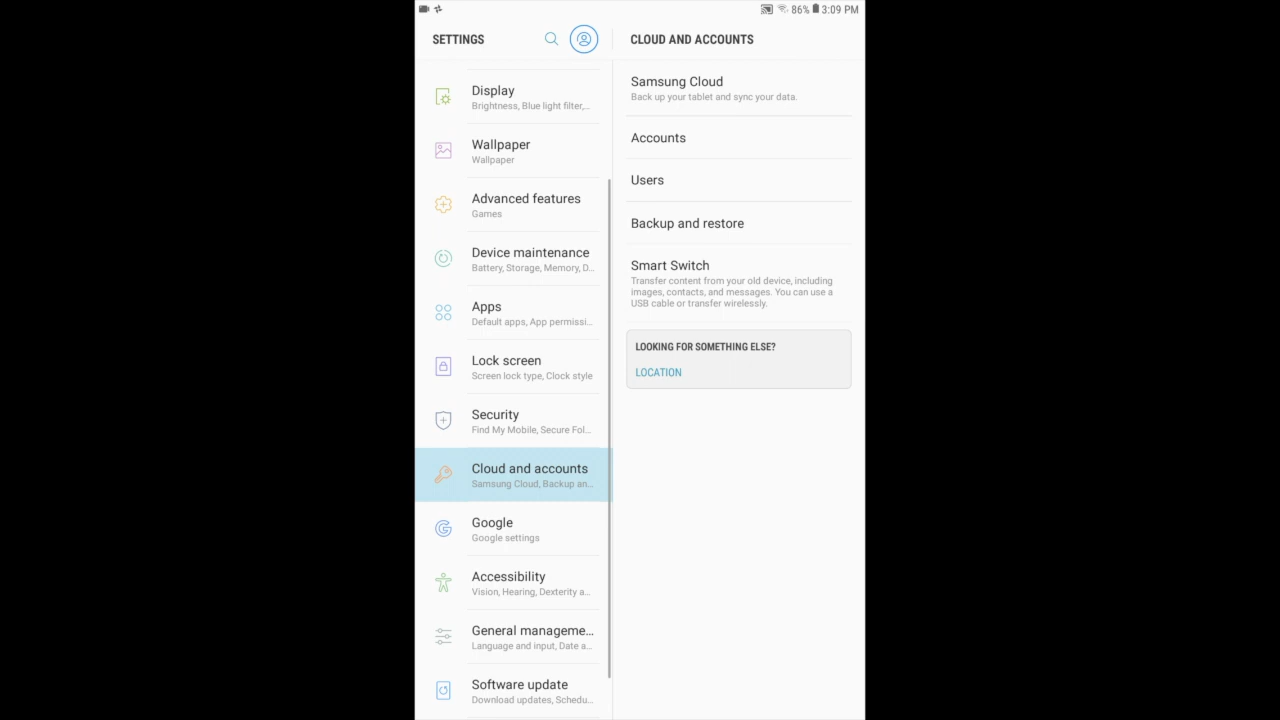 86% 3:09 PM
SETTINGS
Display
Brightness, Blue light filter,...
Wallpaper
Wallpaper
Advanced features
Games
Device maintenance
Battery, Storage, Memory, D...
Apps
Default apps, App permissi...
Lock screen
Screen lock type, Clock style
Security
Find My Mobile, Secure Fol...
Cloud and accounts
Samsung Cloud, Backup an...
Google
Google settings
Accessibility
Vision, Hearing, Dexterity a...
General manageme...
Language and input, Date a...
Software update
Download updates, Schedu...
CLOUD AND ACCOUNTS
Samsung Cloud
Back up your tablet and sync your data.
Accounts
Users
Backup and restore
Smart Switch
Transfer content from your old device, including
images, contacts, and messages. You can use a
USB cable or transfer wirelessly.
LOOKING FOR SOMETHING ELSE?
LOCATION